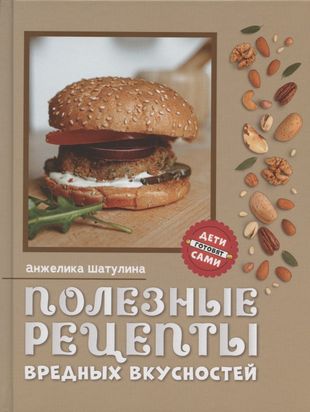 ДЕТИ
ГОТОВЯТ
САМИ
Анжелика Шатулина
ПОЛЕЗНЫЕ
РЕЦЕПТЫ
ВРЕДНЫХ ВКУСНОСТЕЙ